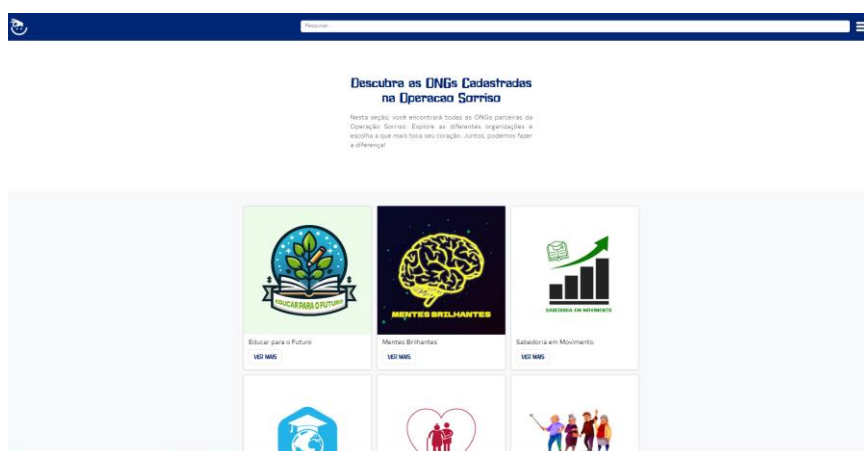 Pesquisar...
Descubra as ONGs Cadastradas
na Operacao Sorriso
Nesta seção, você encontrará todas as ONGs parceiras da
Operação Sorriso. Explore as diferentes organizações e
escolha a que mais toca seu coração. Juntos, podemos fazer
a diferença!
EDUCAR PARA O FUTURO
MENTES BRILHANTES
SABEDORIA EM MOVIMENTO
Educar para o Futuro
Mentes Brilhantes
Sabedoria em Movimento
VER MAIS
VER MAIS
VER MAIS